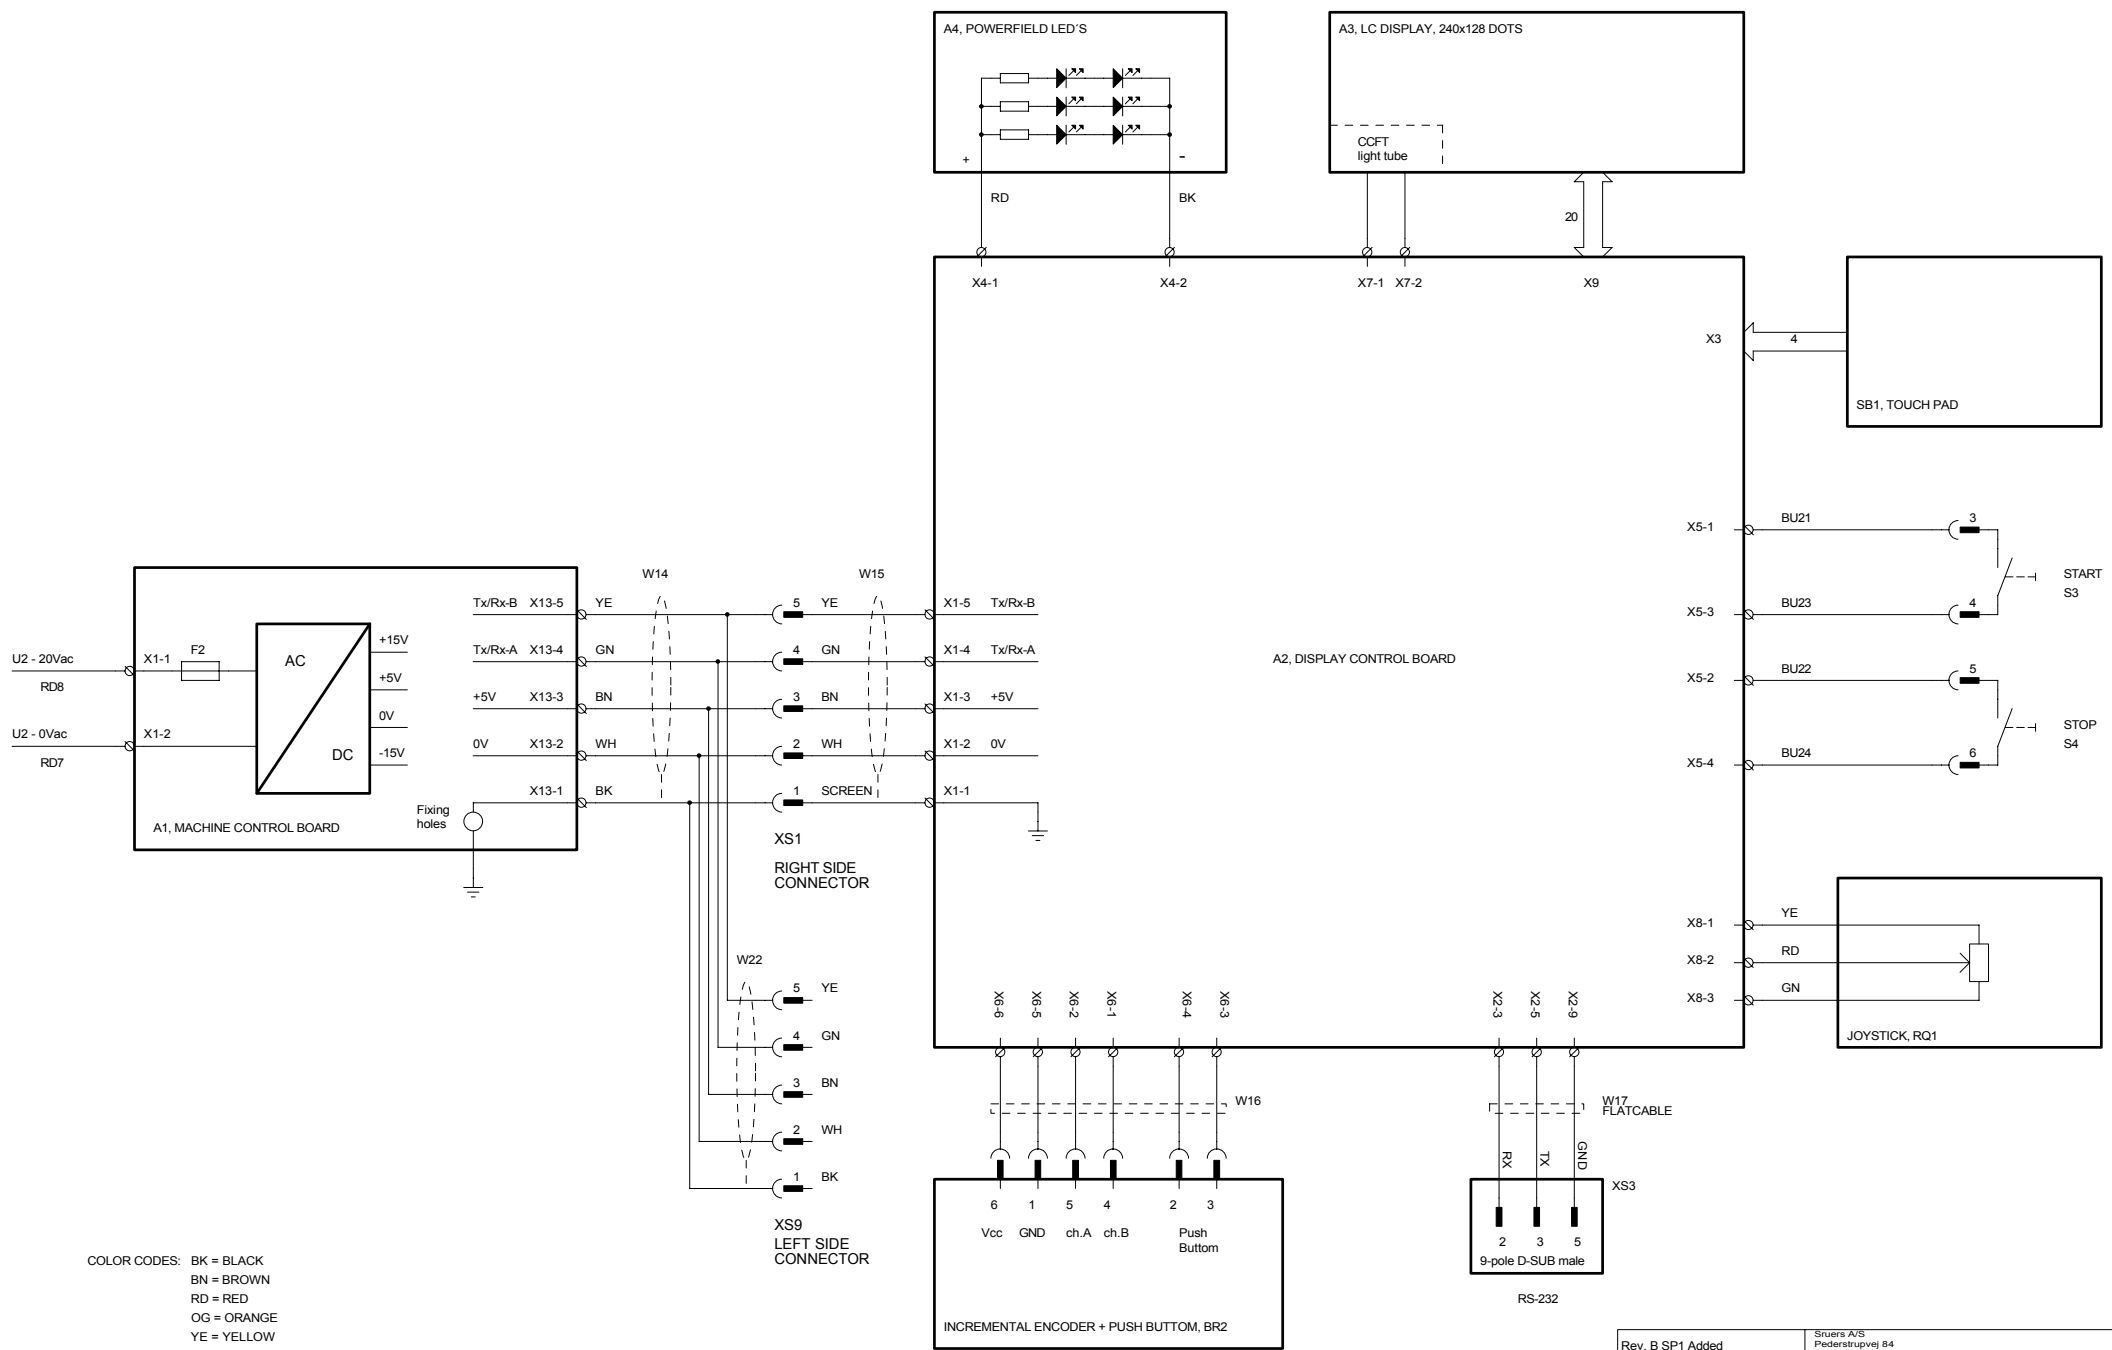 A4, POWERFIELD LED´S
+
-
RD
BK
A3, LC DISPLAY, 240x128 DOTS
CCFT
light tube
20
X4-1
X4-2
X7-1
X7-2
X9
X3
4
SB1, TOUCH PAD
A2, DISPLAY CONTROL BOARD
X5-1
BU21
3
START
S3
X5-3
BU23
4
X5-2
BU22
5
STOP
S4
X5-4
BU24
6
X8-1
YE
X8-2
RD
X8-3
GN
JOYSTICK, RQ1
U2 - 20Vac
RD8
X1-1
F2
U2 - 0Vac
RD7
X1-2
AC
DC
+15V
+5V
0V
-15V
Tx/Rx-B X13-5 YE
Tx/Rx-A X13-4 GN
+5V X13-3 BN
0V X13-2 WH
X13-1 BK
Fixing
holes
A1, MACHINE CONTROL BOARD
W14
W15
5 YE X1-5 Tx/Rx-B
4 GN X1-4 Tx/Rx-A
3 BN X1-3 +5V
2 WH X1-2 0V
1 SCREEN X1-1
XS1
RIGHT SIDE
CONNECTOR
W22
5 YE
4 GN
3 BN
2 WH
1 BK
XS9
LEFT SIDE
CONNECTOR
X6-6
X6-5
X6-2
X6-1
X6-4
X6-3
W16
6 1 5 4 2 3
Vcc GND ch.A ch.B Push
Buttom
INCREMENTAL ENCODER + PUSH BUTTOM, BR2
X2-3
X2-5
X2-9
W17
FLATCABLE
RX
TX
GND
XS3
2 3 5
9-pole D-SUB male
RS-232
COLOR CODES: BK = BLACK
BN = BROWN
RD = RED
OG = ORANGE
YE = YELLOW
Rev. B SP1 Added
Sruers A/S
Pederstrupvej 84